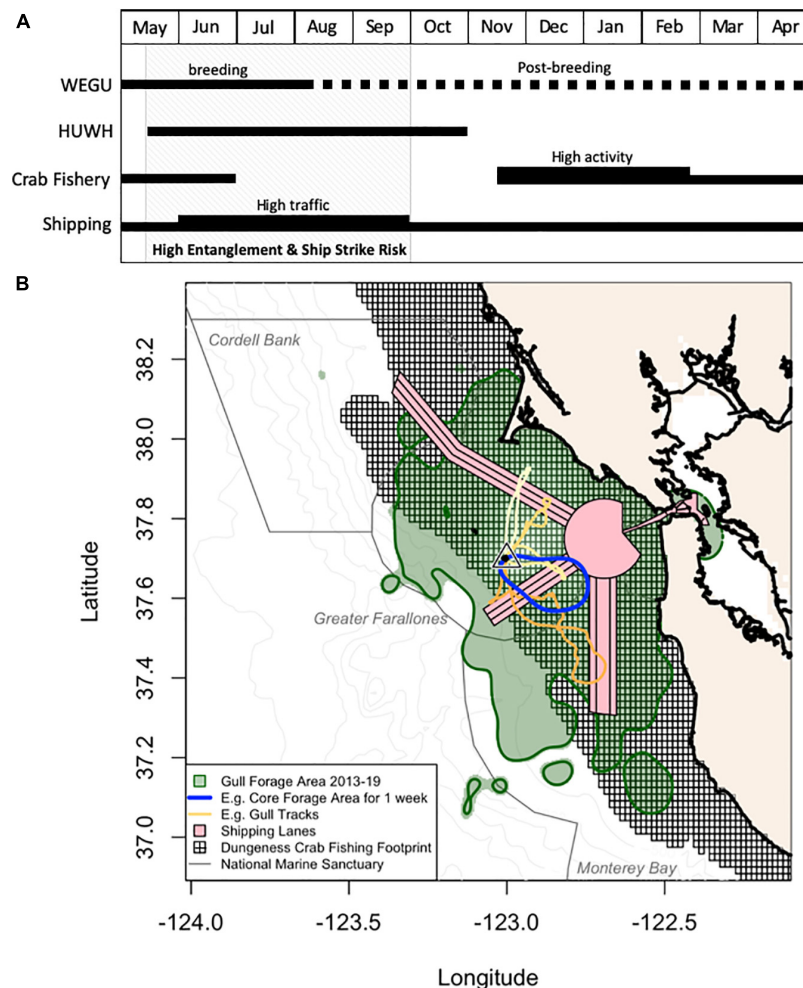 A
May Jun Jul Aug Sep Oct Nov Dec Jan Feb Mar Apr
WEGU breeding Post-breeding
HUWH
Crab Fishery High activity
Shipping High traffic
High Entanglement & Ship Strike Risk
B
Cordell Bank
Greater Farallones
Monterey Bay
Latitude
38.2
38.0
37.8
37.6
37.4
37.2
37.0
Gull Forage Area 2013-19
E.g. Core Forage Area for 1 week
E.g. Gull Tracks
Shipping Lanes
Dungeness Crab Fishing Footprint
National Marine Sanctuary
-124.0 -123.5 -123.0 -122.5
Longitude